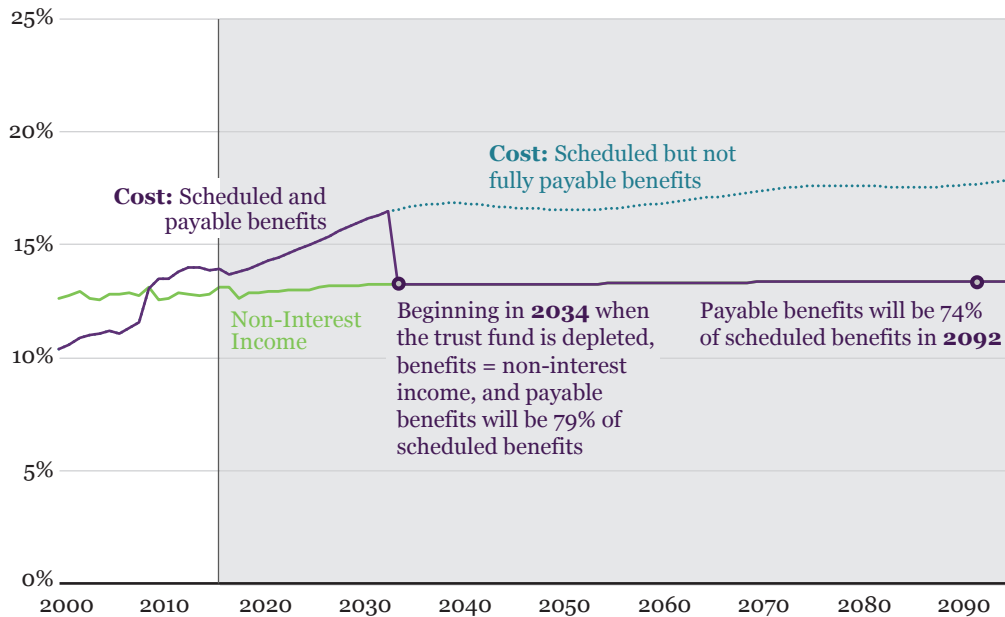 25%
20%
Cost: Scheduled but not
fully payable benefits
Cost: Scheduled and
payable benefits
15%
Non-Interest
Income
Beginning in 2034 when
the trust fund is depleted,
benefits = non-interest
income, and payable
benefits will be 79% of
scheduled benefits
Payable benefits will be 74%
of scheduled benefits in 2092
10%
5%
0%
2000 2010 2020 2030 2040 2050 2060 2070 2080 2090